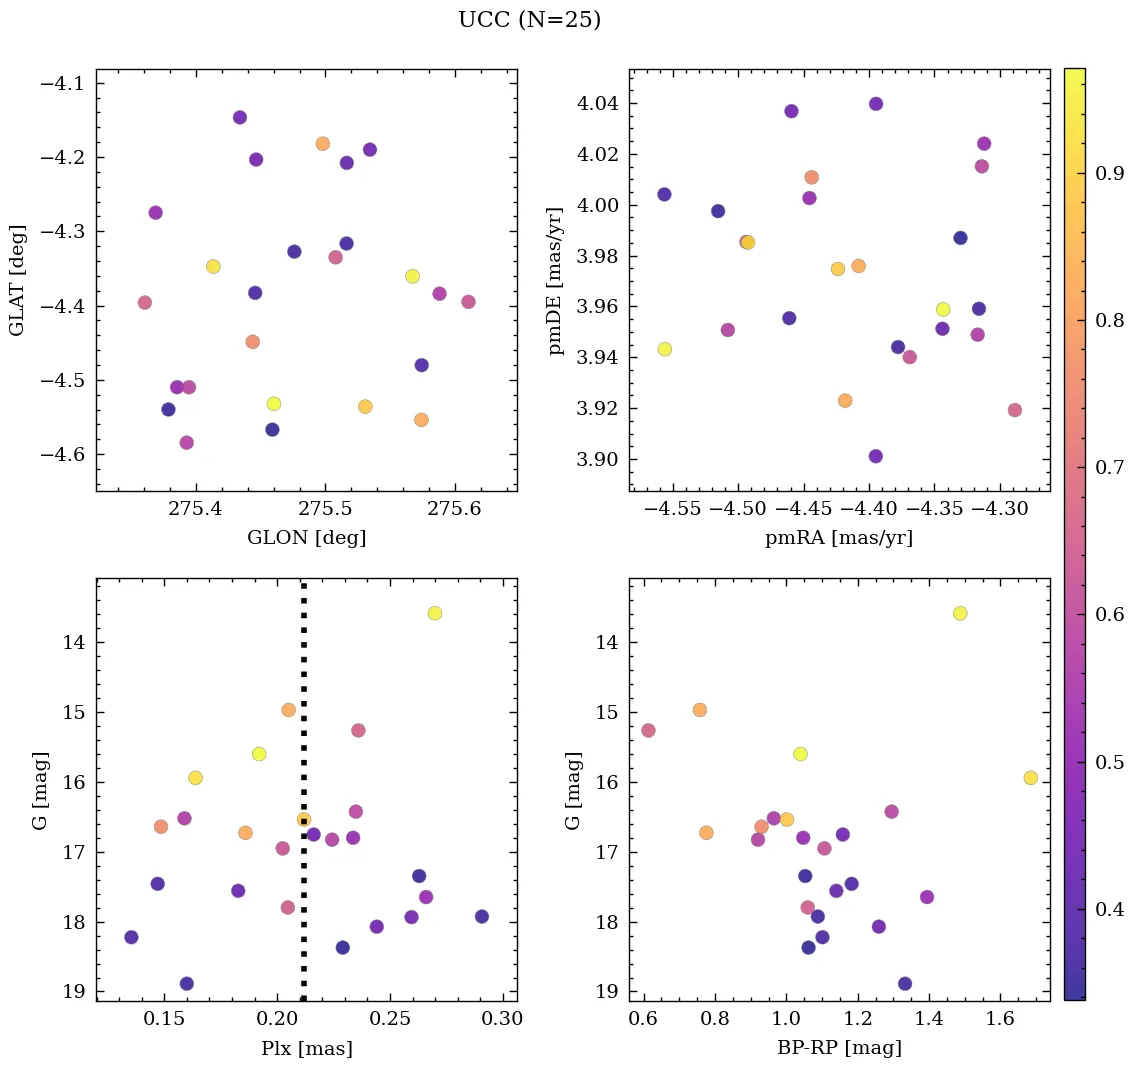 UCC (N=25)
−4.1
−4.2
−4.3
−4.4
−4.5
−4.6
GLAT [deg]
275.4 275.5 275.6
GLON [deg]
4.04
4.02
4.00
3.98
3.96
3.94
3.92
3.90
pmDE [mas/yr]
−4.55 −4.50 −4.45 −4.40 −4.35 −4.30
pmRA [mas/yr]
14
15
16
17
18
19
G [mag]
0.15 0.20 0.25 0.30
Plx [mas]
14
15
16
17
18
19
G [mag]
0.6 0.8 1.0 1.2 1.4 1.6
BP-RP [mag]
0.9
0.8
0.7
0.6
0.5
0.4